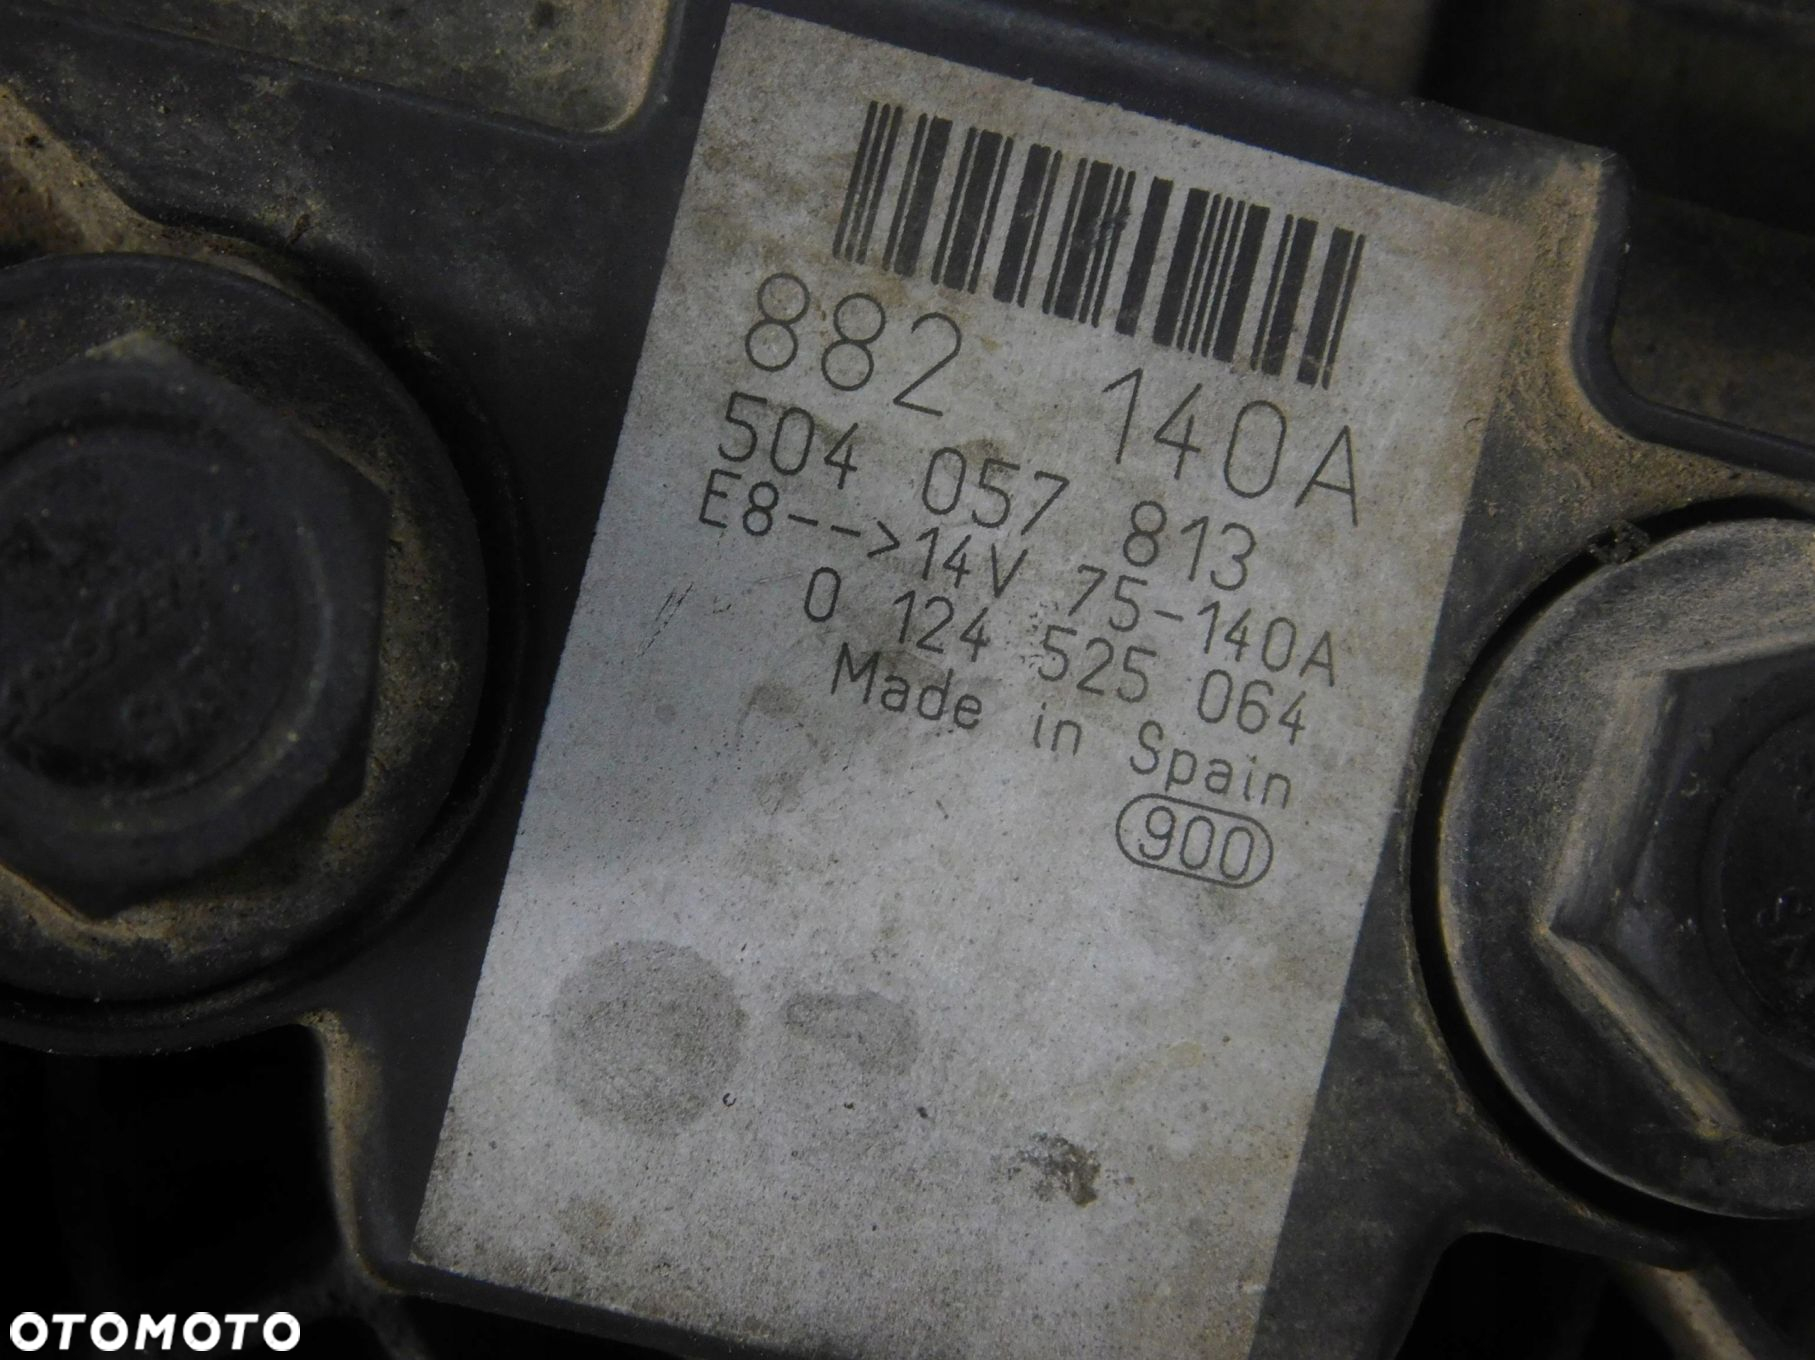 882 140A
504 057 813
E8-->14V 75-140A
0 124 525 064
Made in Spain
900
OTOMOTO